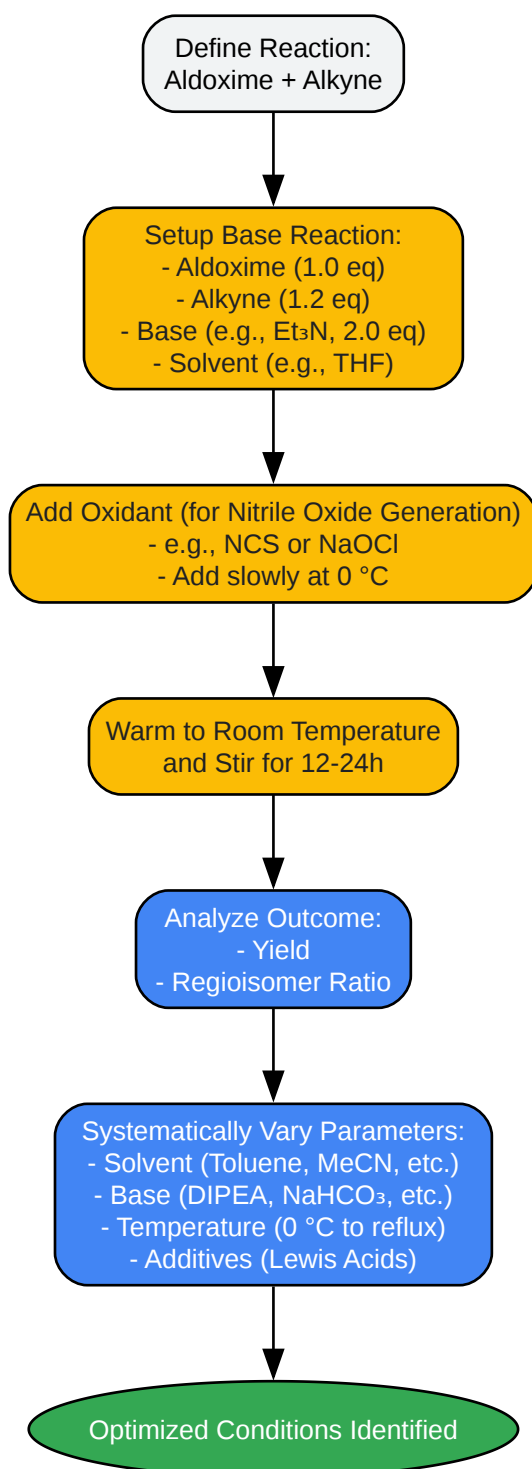 Define Reaction:
Aldoxime + Alkyne
Setup Base Reaction:
- Aldoxime (1.0 eq)
- Alkyne (1.2 eq)
- Base (e.g., Et₃N, 2.0 eq)
- Solvent (e.g., THF)
Add Oxidant (for Nitrile Oxide Generation)
- e.g., NCS or NaOCl
- Add slowly at 0 °C
Warm to Room Temperature
and Stir for 12-24h
Analyze Outcome:
- Yield
- Regioisomer Ratio
Systematically Vary Parameters:
- Solvent (Toluene, MeCN, etc.)
- Base (DIPEA, NaHCO₃, etc.)
- Temperature (0 °C to reflux)
- Additives (Lewis Acids)
Optimized Conditions Identified